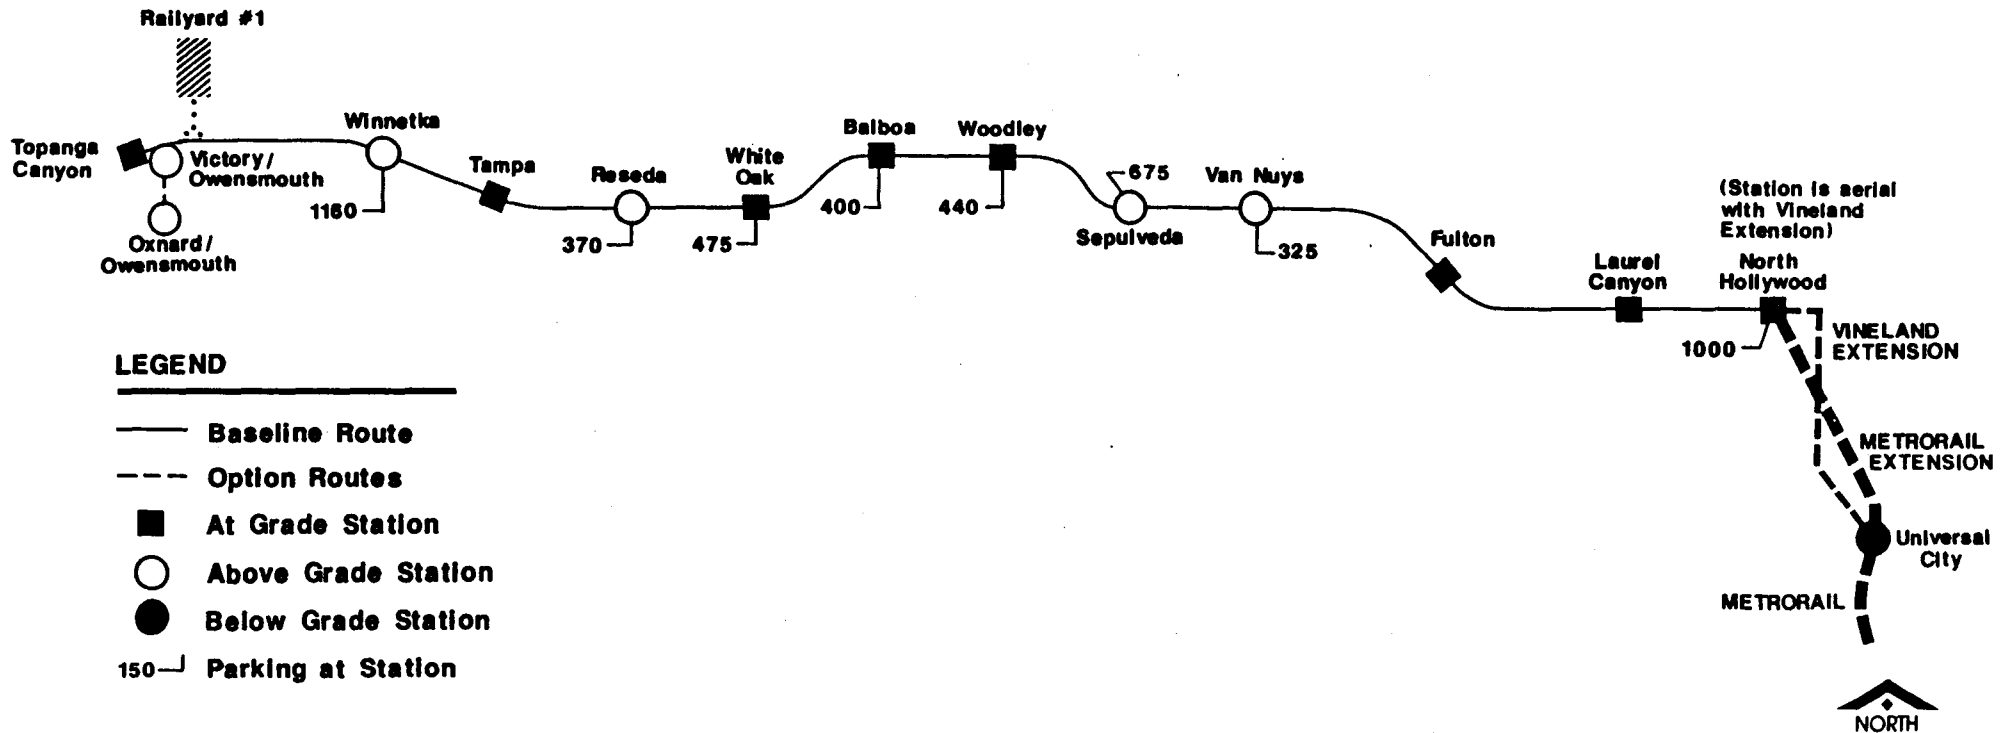 Railyard #1
Topanga
Canyon
Victory/
Owensmouth
Oxnard/
Owensmouth
Winnetka
1160
Tampa
Reseda
370
White
Oak
475
Balboa
400
Woodley
440
675
Sepulveda
Van Nuys
325
Fulton
Laurel
Canyon
(Station is aerial
with Vineland
Extension)
North
Hollywood
1000
VINELAND
EXTENSION
METRORAIL
EXTENSION
Universal
City
METRORAIL
NORTH
LEGEND
Baseline Route
Option Routes
At Grade Station
Above Grade Station
Below Grade Station
150 Parking at Station